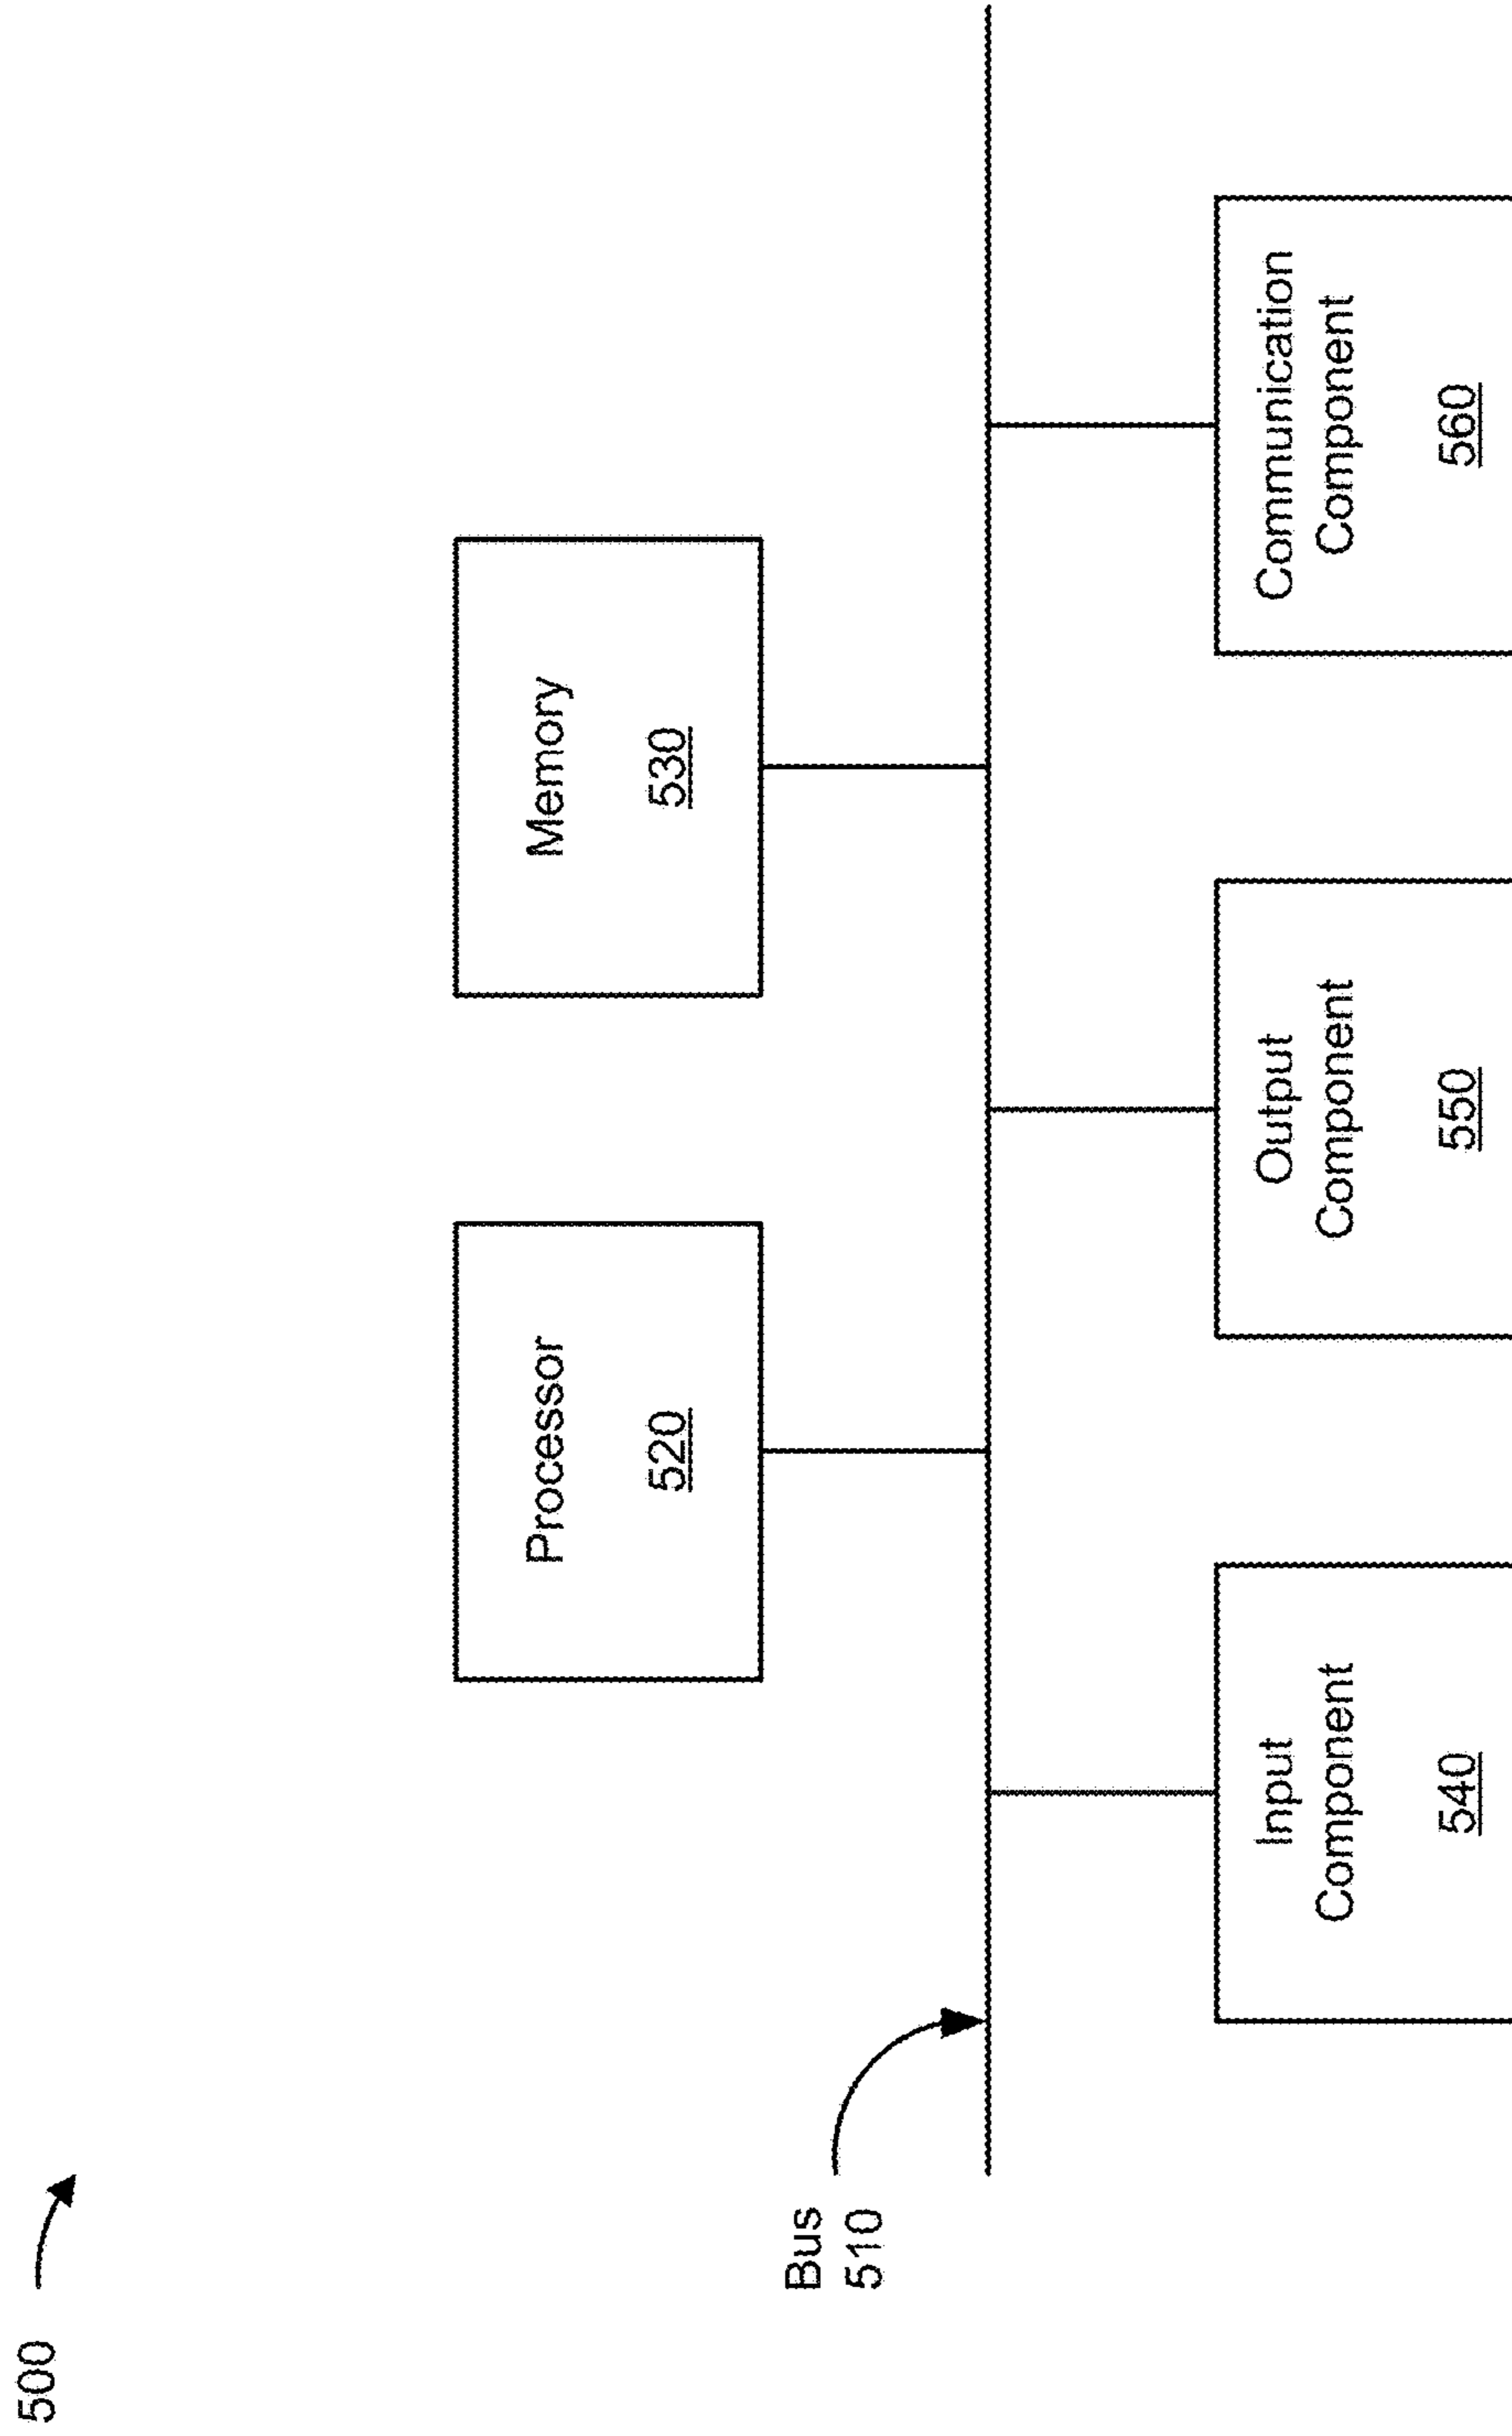 500
Processor
520
Memory
530
Bus
510
Input
Component
540
Output
Component
550
Communication
Component
560